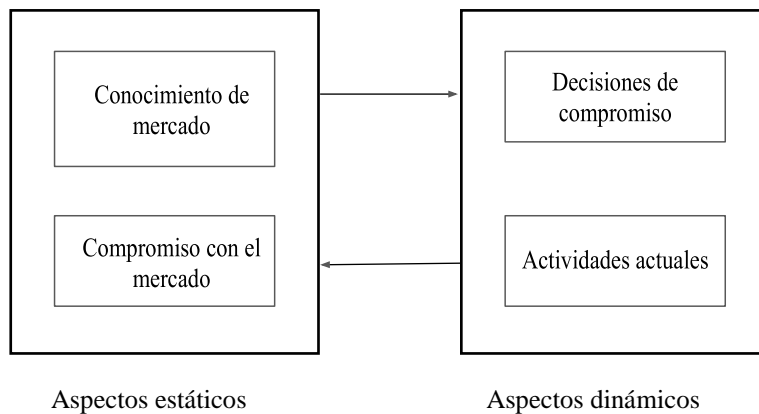 Conocimiento de
mercado
Compromiso con el
mercado
Decisiones de
compromiso
Actividades actuales
Aspectos estáticos
Aspectos dinámicos